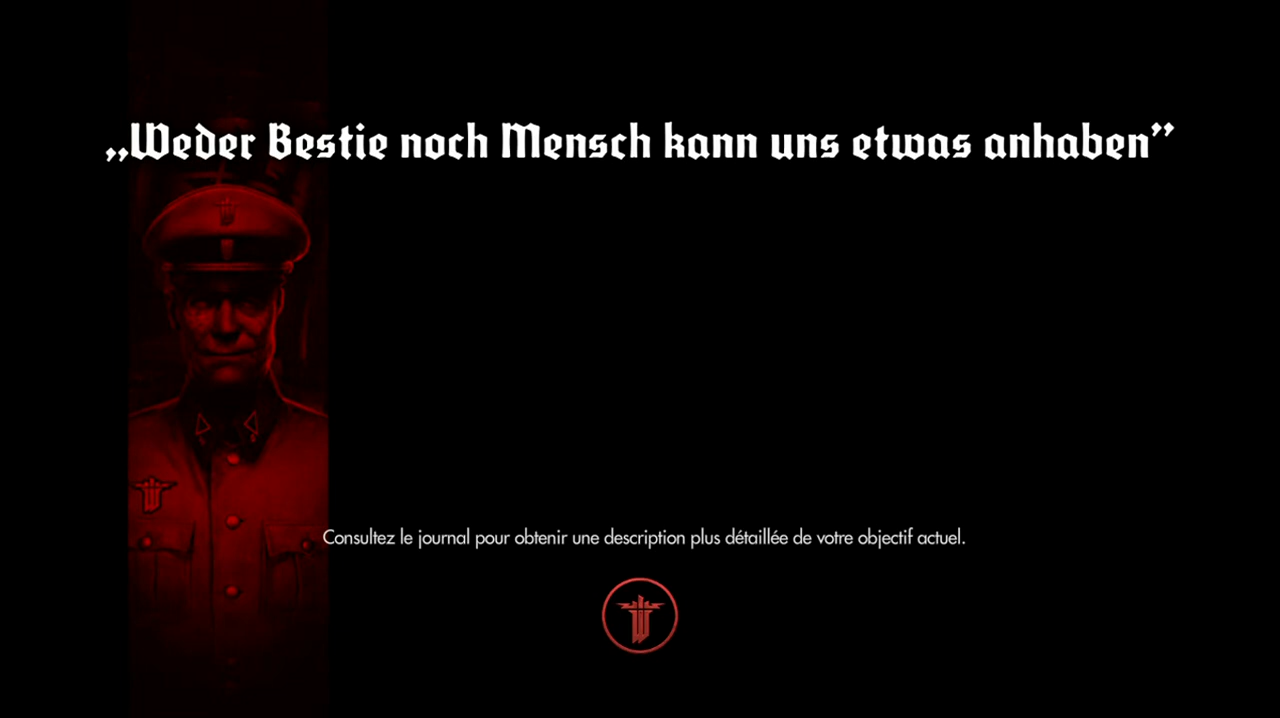 „Weder Bestie noch Mensch kann uns etwas anhaben”
Consultez le journal pour obtenir une description plus détaillée de votre objectif actuel.